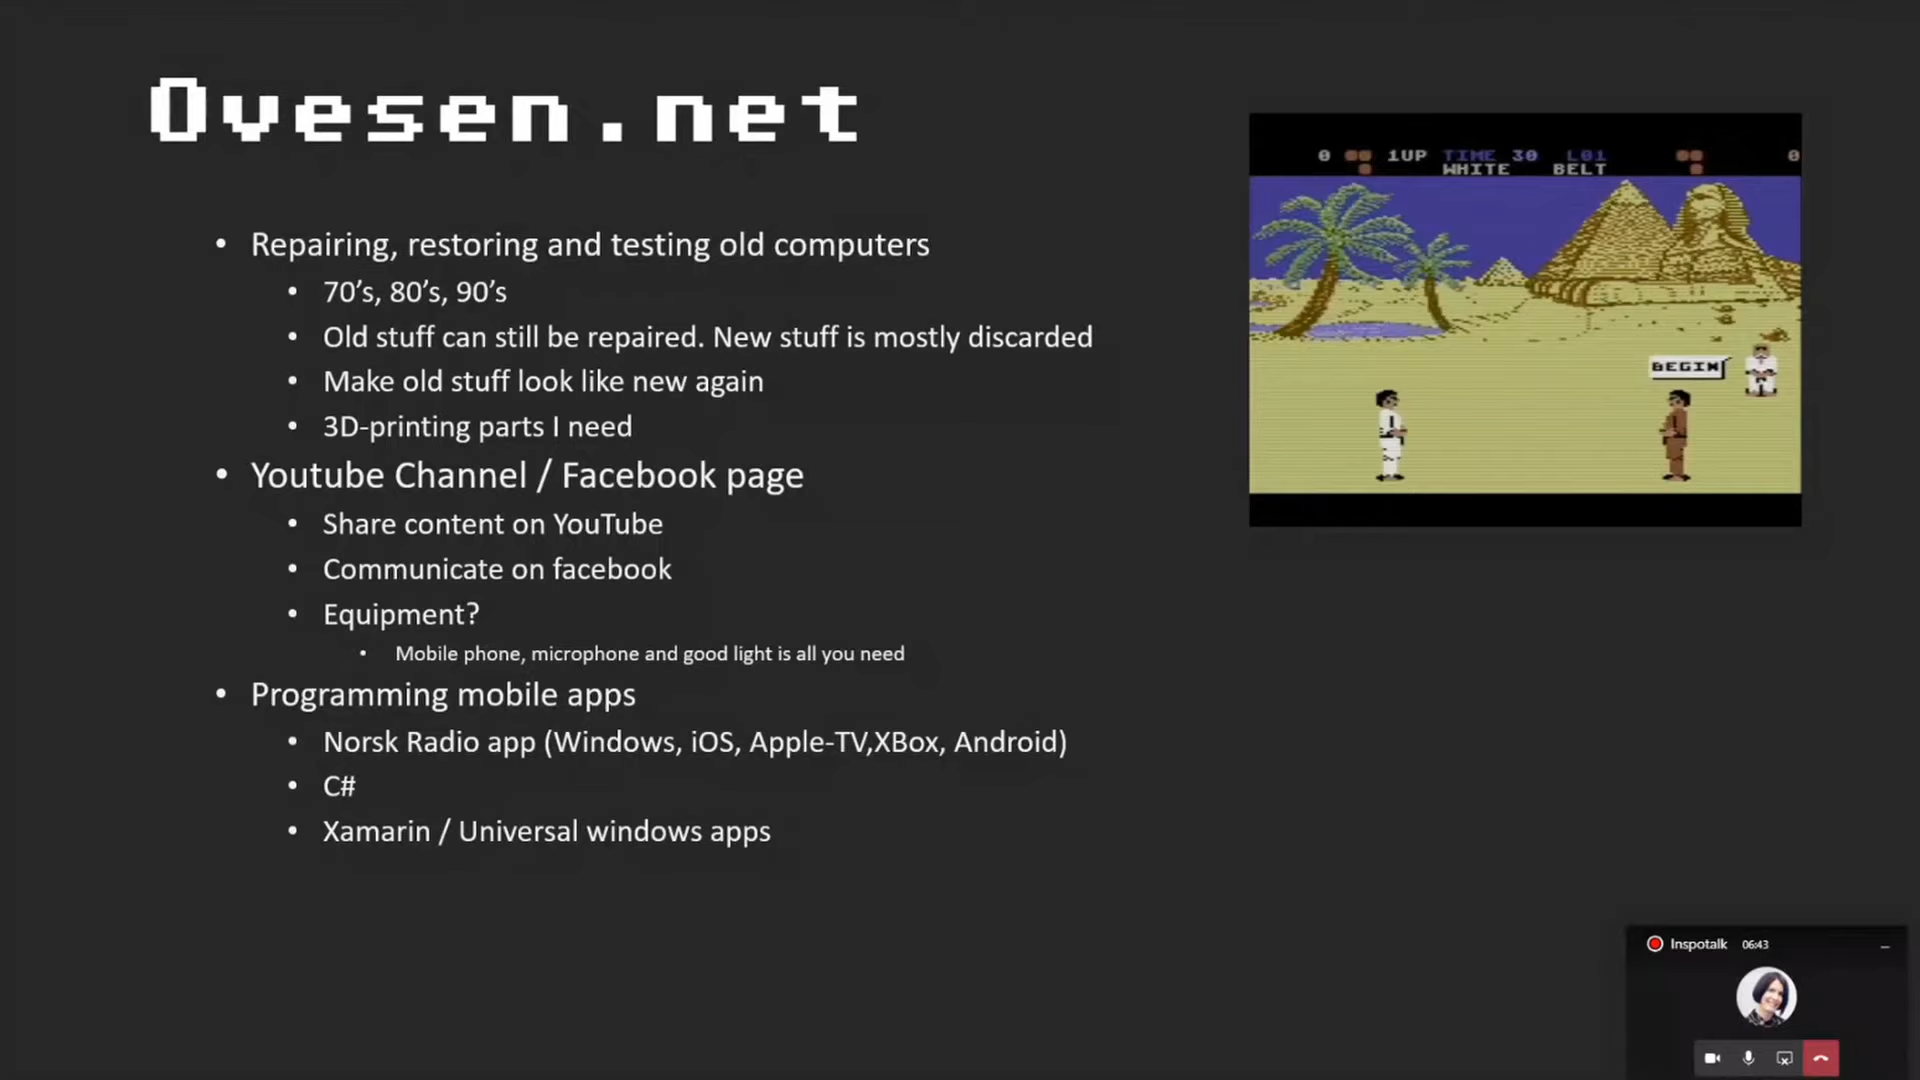 Ovesen.net
Repairing, restoring and testing old computers
70's, 80's, 90's
Old stuff can still be repaired. New stuff is mostly discarded
Make old stuff look like new again
3D-printing parts I need
Youtube Channel / Facebook page
Share content on YouTube
Communicate on facebook
Equipment?
Mobile phone, microphone and good light is all you need
Programming mobile apps
Norsk Radio app (Windows, iOS, Apple-TV,XBox, Android)
C#
Xamarin / Universal windows apps
0 1UP TIME 30 L01 0
WHITE BELT
BEGIN
Inspotalk 06:43